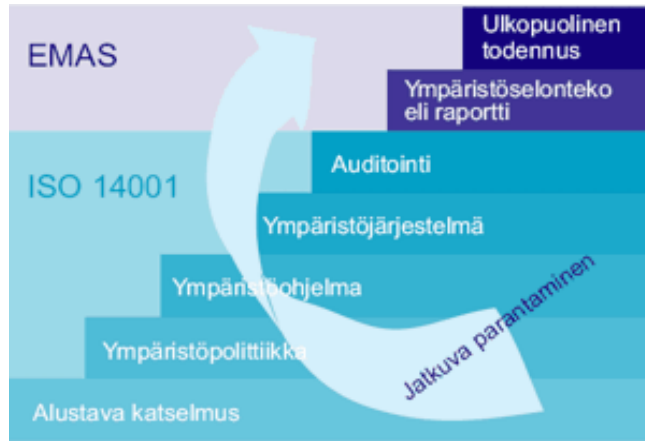 Ulkopuolinen
todennus
EMAS
Ympäristöselonteko
eli raportti
Auditointi
ISO 14001
Ympäristöjärjestelmä
Ympäristöohjelma
Jatkuva parantaminen
Ympäristöpolittiikka
Alustava katselmus